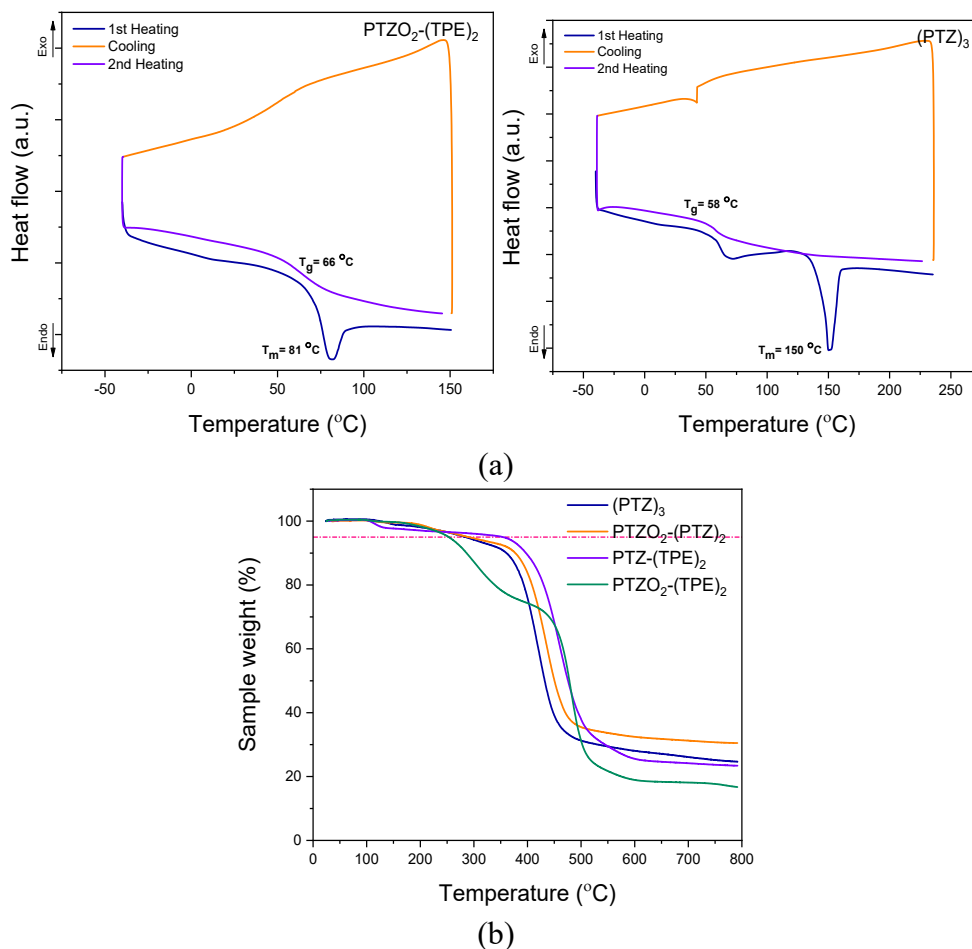 PTZO₂-(TPE)₂
1st Heating
Cooling
2nd Heating
Exo
Endo
Heat flow (a.u.)
Tg= 66 °C
Tm= 81 °C
-50 0 50 100 150
Temperature (°C)
(PTZ)₃
1st Heating
Cooling
2nd Heating
Exo
Endo
Heat flow (a.u.)
Tg= 58 °C
Tm= 150 °C
-50 0 50 100 150 200 250
Temperature (°C)
(a)
(PTZ)₃
PTZO₂-(PTZ)₂
PTZ-(TPE)₂
PTZO₂-(TPE)₂
Sample weight (%)
100
80
60
40
20
0
0 100 200 300 400 500 600 700 800
Temperature (°C)
(b)